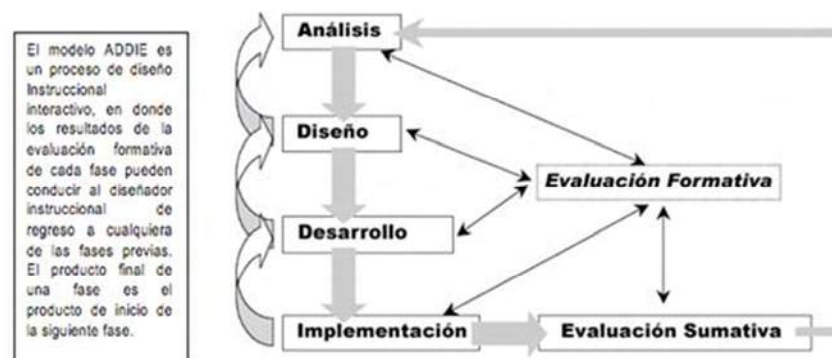 El modelo ADDIE es
un proceso de diseño
Instruccional
interactivo, en donde
los resultados de la
evaluación formativa
de cada fase pueden
conducir al diseñador
instruccional de
regreso a cualquiera
de las fases previas.
El producto final de
una fase es el
producto de inicio de
la siguiente fase.
Análisis
Diseño
Evaluación Formativa
Desarrollo
Implementación
Evaluación Sumativa